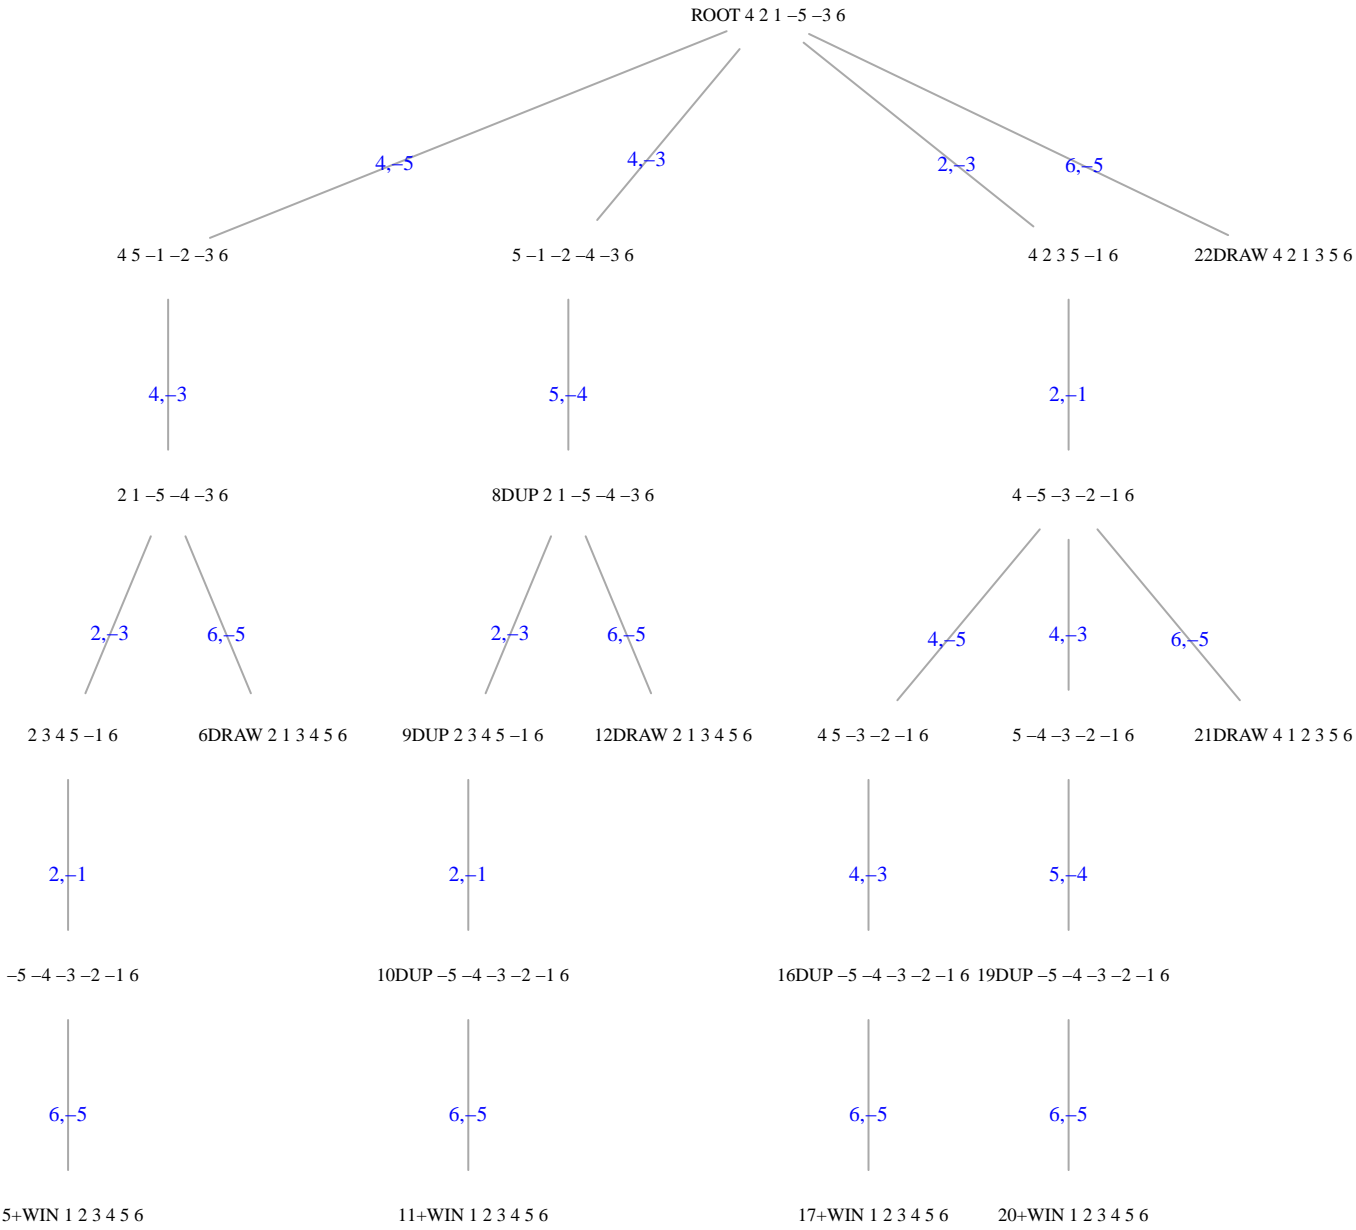 ROOT 4 2 1 –5 –3 6
4,–5
4,–3
2,–3
6,–5
4 5 –1 –2 –3 6
5 –1 –2 –4 –3 6
4 2 3 5 –1 6
22DRAW 4 2 1 3 5 6
4,–3
5,–4
2,–1
2 1 –5 –4 –3 6
8DUP 2 1 –5 –4 –3 6
4 –5 –3 –2 –1 6
2,–3
6,–5
2,–3
6,–5
4,–5
4,–3
6,–5
2 3 4 5 –1 6
6DRAW 2 1 3 4 5 6
9DUP 2 3 4 5 –1 6
12DRAW 2 1 3 4 5 6
4 5 –3 –2 –1 6
5 –4 –3 –2 –1 6
21DRAW 4 1 2 3 5 6
2,–1
2,–1
4,–3
5,–4
–5 –4 –3 –2 –1 6
10DUP –5 –4 –3 –2 –1 6
16DUP –5 –4 –3 –2 –1 6
19DUP –5 –4 –3 –2 –1 6
6,–5
6,–5
6,–5
6,–5
5+WIN 1 2 3 4 5 6
11+WIN 1 2 3 4 5 6
17+WIN 1 2 3 4 5 6
20+WIN 1 2 3 4 5 6